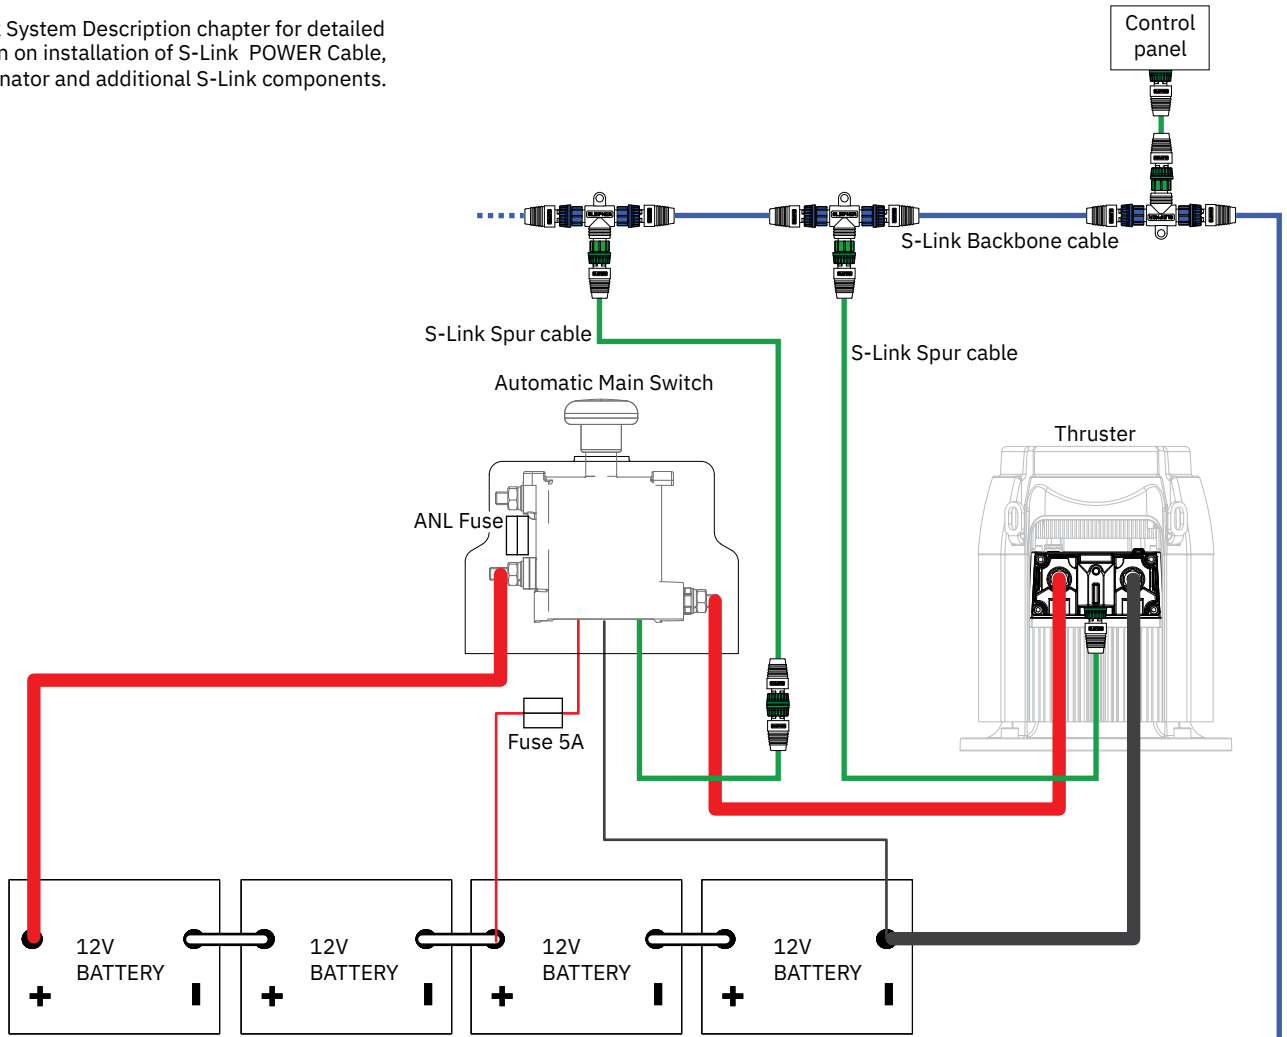 System Description chapter for detailed
on installation of S-Link POWER Cable,
and additional S-Link components.
Control
panel
S-Link Backbone cable
S-Link Spur cable
S-Link Spur cable
Automatic Main Switch
Thruster
ANL Fuse
Fuse 5A
12V
BATTERY
+
12V
BATTERY
+
12V
BATTERY
+
12V
BATTERY
+